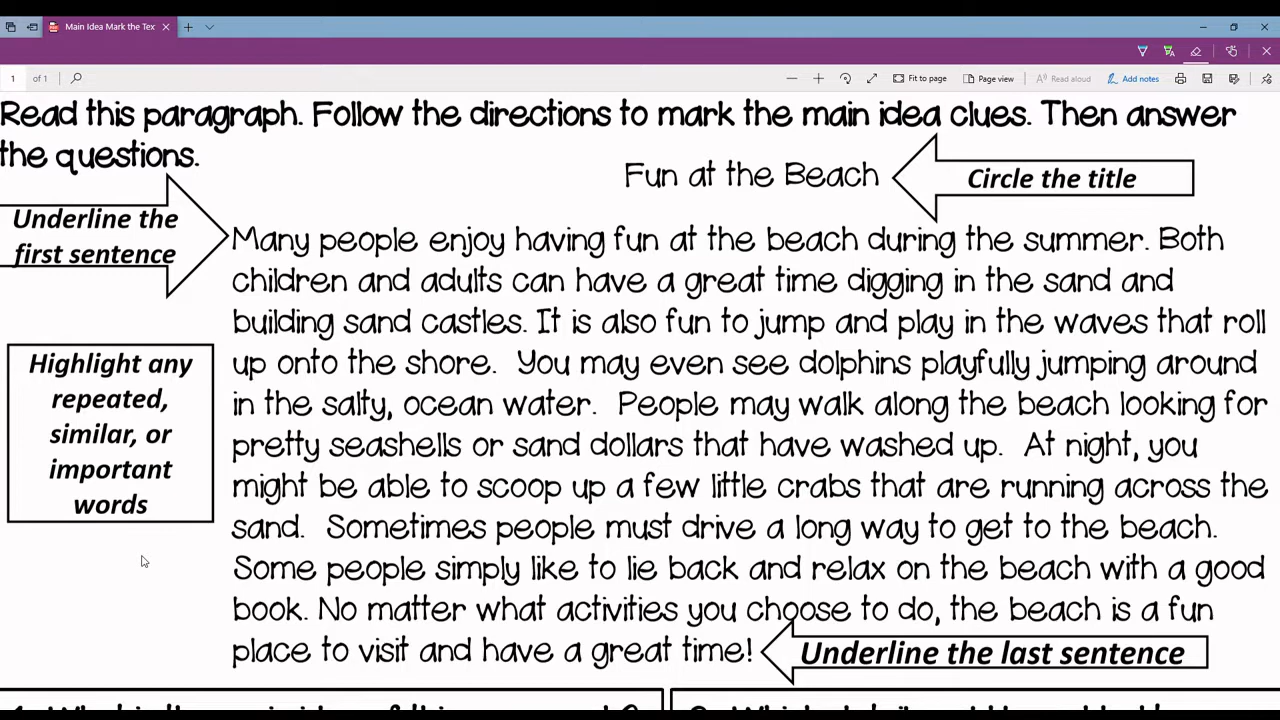 Main Idea Mark the Tex
1 of 1
Fit to page
Page view
Read aloud
Add notes
Read this paragraph. Follow the directions to mark the main idea clues. Then answer
the questions.
Fun at the Beach
Circle the title
Underline the
first sentence
Many people enjoy having fun at the beach during the summer. Both
children and adults can have a great time digging in the sand and
building sand castles. It is also fun to jump and play in the waves that roll
up onto the shore. You may even see dolphins playfully jumping around
in the salty, ocean water. People may walk along the beach looking for
pretty seashells or sand dollars that have washed up. At night, you
might be able to scoop up a few little crabs that are running across the
sand. Sometimes people must drive a long way to get to the beach.
Some people simply like to lie back and relax on the beach with a good
book. No matter what activities you choose to do, the beach is a fun
place to visit and have a great time!
Highlight any
repeated,
similar, or
important
words
Underline the last sentence